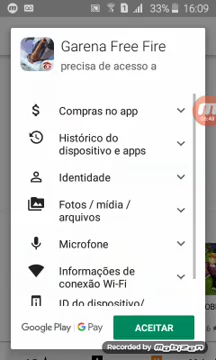 33% 16:09
Garena Free Fire
precisa de acesso a
Compras no app
Histórico do
dispositivo e apps
Identidade
Fotos / mídia /
arquivos
Microfone
Informações de
conexão Wi-Fi
ID do dispositivo/
Google Play | G Pay
ACEITAR
Recorded by Mobizen